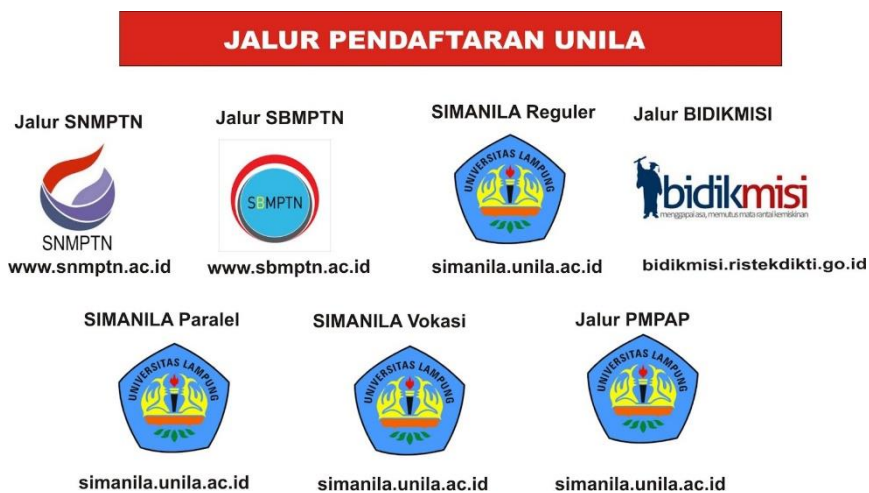 JALUR PENDAFTARAN UNILA
Jalur SNMPTN
SNMPTN
www.snmptn.ac.id
Jalur SBMPTN
SBMPTN
www.sbmptn.ac.id
SIMANILA Reguler
UNIVERSITAS LAMPUNG
simanila.unila.ac.id
Jalur BIDIKMISI
bidikmisi
menggapai asa, memutus mata rantai kemiskinan
bidikmisi.ristekdikti.go.id
SIMANILA Paralel
UNIVERSITAS LAMPUNG
simanila.unila.ac.id
SIMANILA Vokasi
UNIVERSITAS LAMPUNG
simanila.unila.ac.id
Jalur PMPAP
UNIVERSITAS LAMPUNG
simanila.unila.ac.id